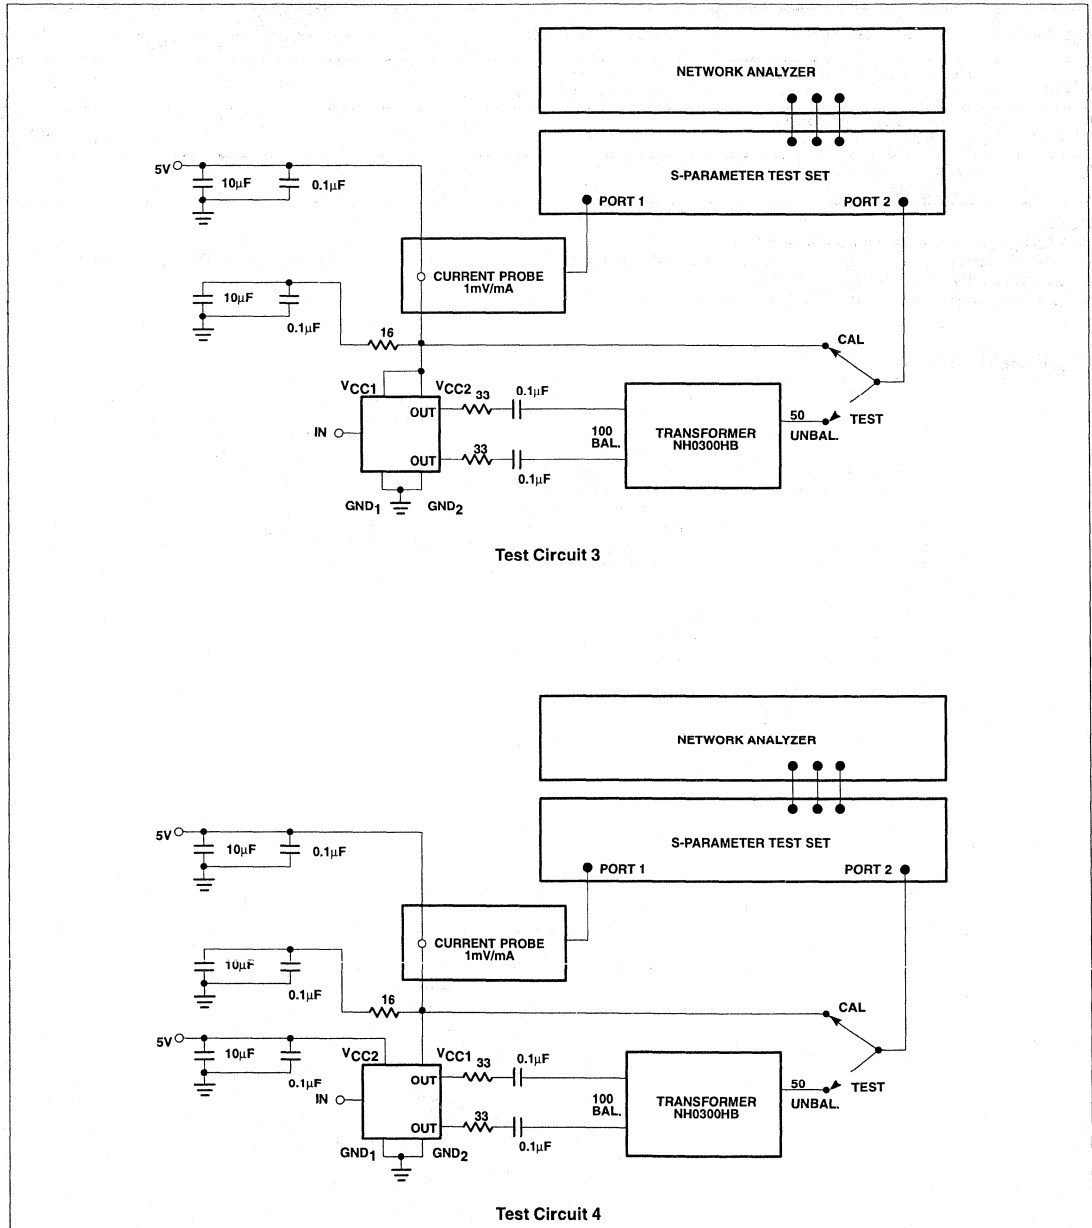 NETWORK ANALYZER
S-PARAMETER TEST SET
PORT 1
PORT 2
5V
10µF
0.1µF
CURRENT PROBE
1mV/mA
10µF
0.1µF
16
CAL
VCC1
VCC2
33
0.1µF
OUT
IN
OUT
33
0.1µF
100
BAL.
TRANSFORMER
NH0300HB
50
UNBAL.
TEST
GND1
GND2
Test Circuit 3
NETWORK ANALYZER
S-PARAMETER TEST SET
PORT 1
PORT 2
5V
10µF
0.1µF
CURRENT PROBE
1mV/mA
10µF
0.1µF
16
CAL
5V
10µF
0.1µF
VCC2
VCC1
33
0.1µF
OUT
IN
OUT
33
0.1µF
100
BAL.
TRANSFORMER
NH0300HB
50
UNBAL.
TEST
GND1
GND2
Test Circuit 4